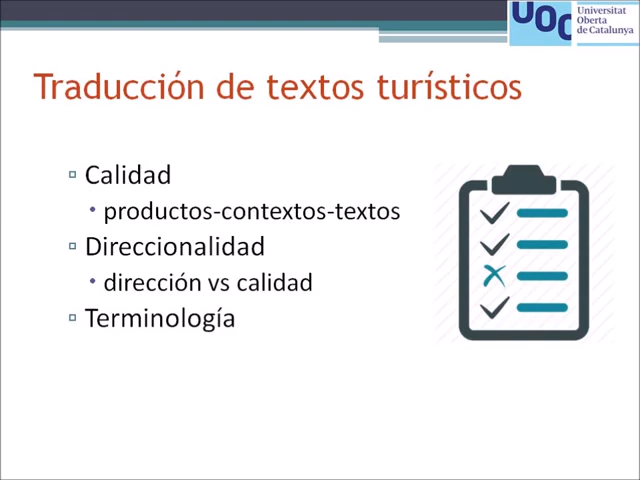 UOC
Universitat
Oberta
de Catalunya
Traducción de textos turísticos
Calidad
productos-contextos-textos
Direccionalidad
dirección vs calidad
Terminología